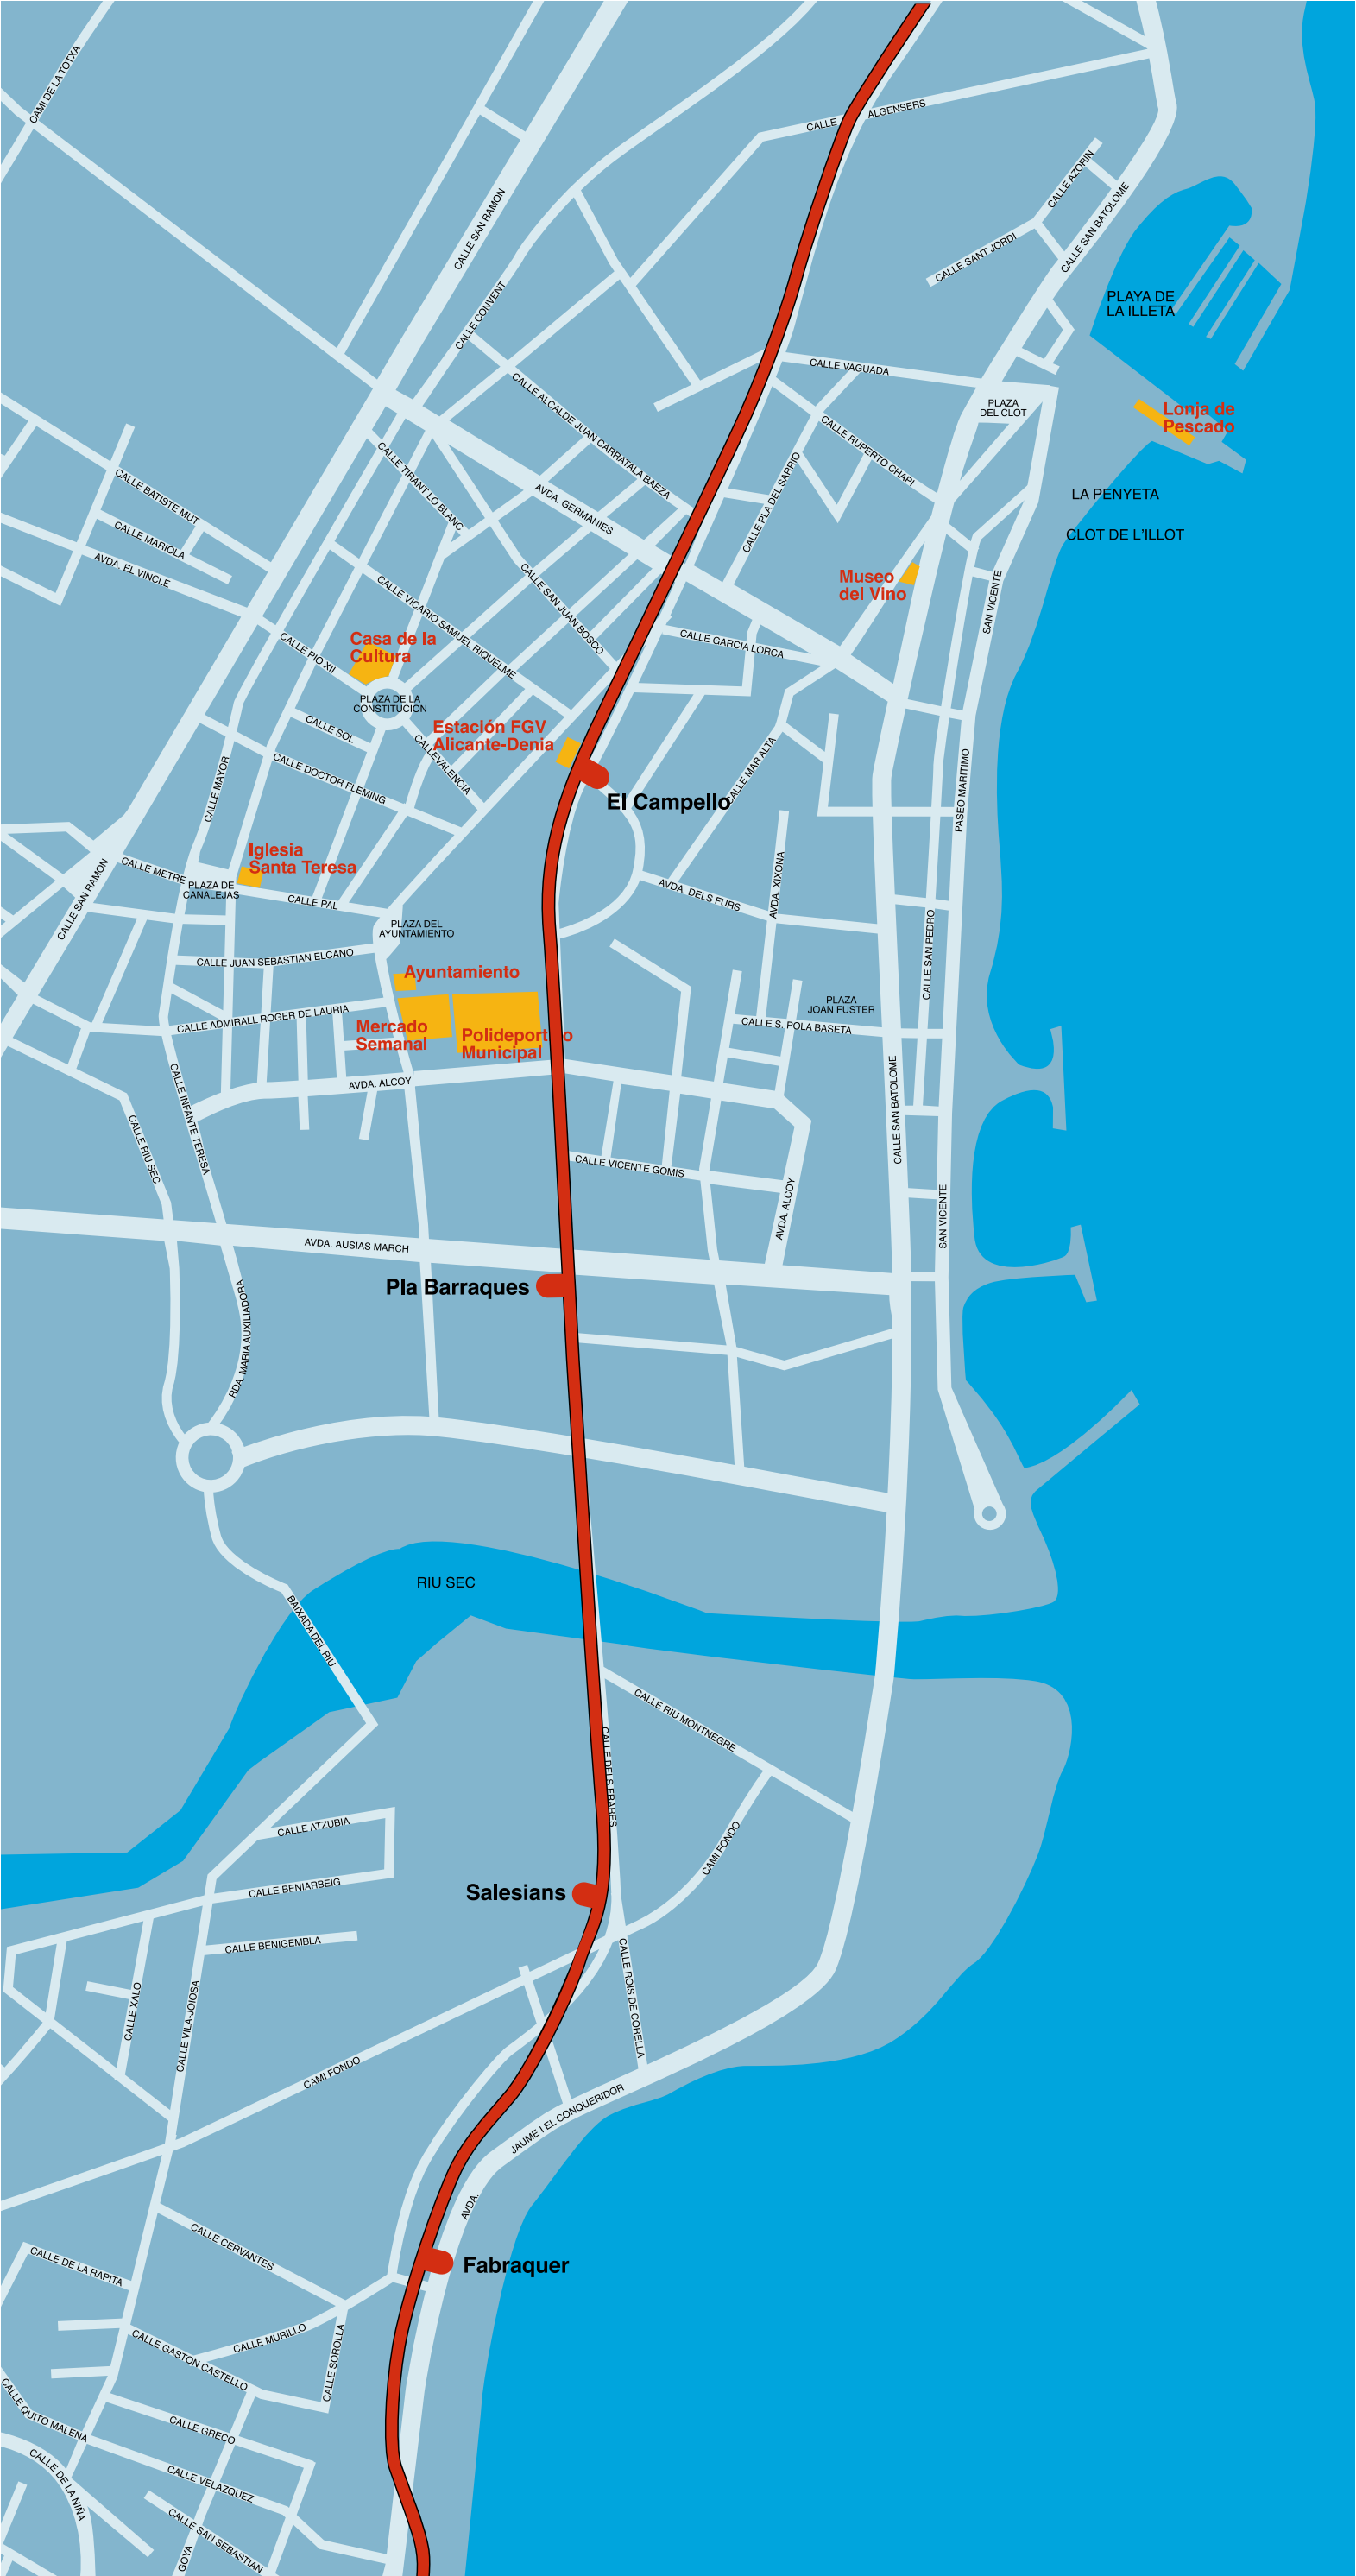 CAMI DE LA TOTXA
CALLE
ALGENSERS
CALLE SAN RAMON
CALLE AZORIN
CALLE SAN BATOLOME
CALLE SANT JORDI
CALLE CONVENT
PLAYA DE
LA ILLETA
CALLE VAGUADA
CALLE ALCALDE JUAN CARRATALA BAEZA
PLAZA
DEL CLOT
Lonja de
Pescado
CALLE RUPERTO CHAPI
CALLE TIRANT LO BLANC
CALLE BATISTE MUT
AVDA. GERMANIES
CALLE PLA DEL SARRIO
LA PENYETA
CALLE MARIOLA
CLOT DE L'ILLOT
AVDA. EL VINCLE
Museo
del Vino
CALLE SAN JUAN BOSCO
CALLE VICARIO SAMUEL RIQUELME
SAN VICENTE
Casa de la
Cultura
CALLE PIO XII
CALLE GARCIA LORCA
PLAZA DE LA
CONSTITUCION
CALLE SOL
Estación FGV
Alicante-Denia
CALLEVALENCIA
CALLE MAR ALTA
CALLE DOCTOR FLEMING
CALLE MAYOR
El Campello
PASEO MARITIMO
Iglesia
Santa Teresa
CALLE METRE
PLAZA DE
CANALEJAS
CALLE PAL
CALLE SAN RAMON
AVDA. DELS FURS
AVDA. XIXONA
PLAZA DEL
AYUNTAMIENTO
CALLE SAN PEDRO
CALLE JUAN SEBASTIAN ELCANO
Ayuntamiento
PLAZA
JOAN FUSTER
CALLE ADMIRALL ROGER DE LAURIA
CALLE S. POLA BASETA
Mercado
Semanal
Polideport o
Municipal
AVDA. ALCOY
CALLE INFANTE TERESA
CALLE SAN BATOLOME
CALLE RIU SEC
CALLE VICENTE GOMIS
AVDA. ALCOY
SAN VICENTE
AVDA. AUSIAS MARCH
Pla Barraques
RDA. MARIA AUXILIADORA
RIU SEC
BAIXADA DEL RIU
CALLE RIU MONTNEGRE
CALLE DELS FRARES
CALLE ATZUBIA
CAMI FONDO
CALLE BENIARBEIG
Salesians
CALLE BENIGEMBLA
CALLE ROIS DE CORELLA
CALLE XALO
CALLE VILA-JOIOSA
CAMI FONDO
JAUME I EL CONQUERIDOR
AVDA.
CALLE CERVANTES
CALLE DE LA RAPITA
Fabraquer
CALLE MURILLO
CALLE GASTON CASTELLO
CALLE SOROLLA
CALLE QUITO MALENA
CALLE GRECO
CALLE DE LA NIÑA
CALLE VELAZQUEZ
CALLE SAN SEBASTIAN
GOYA